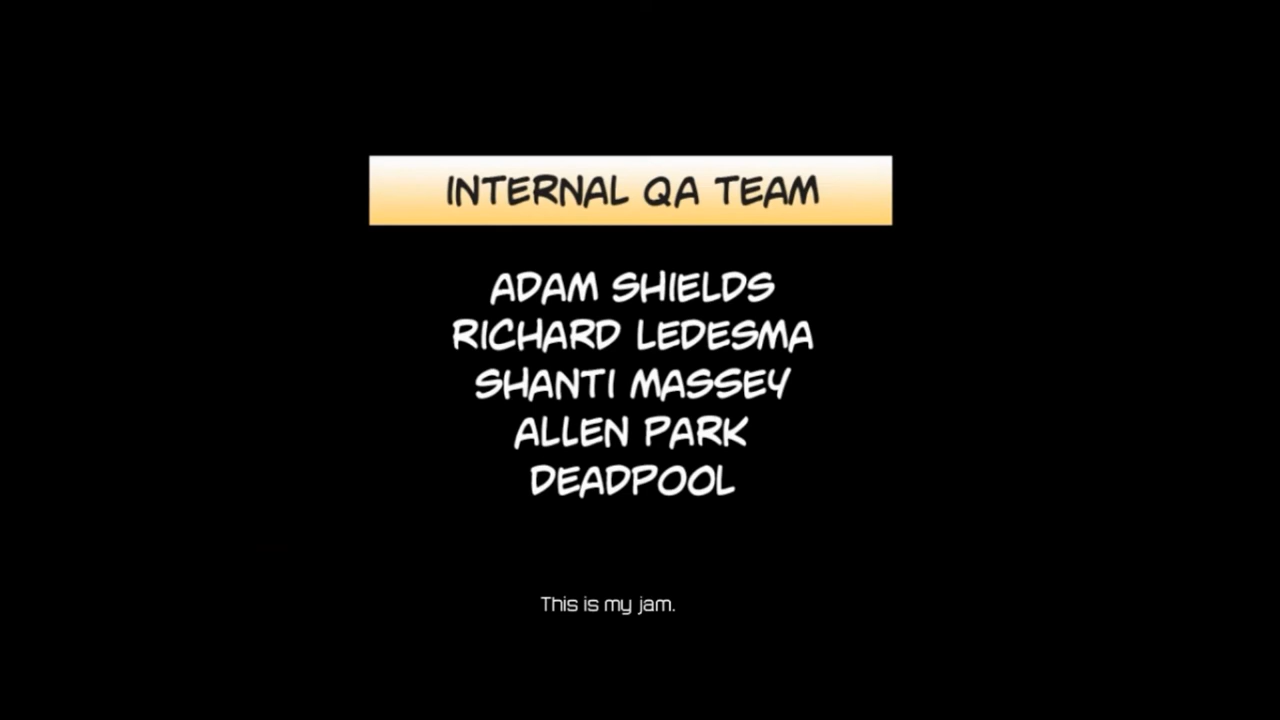 INTERNAL QA TEAM
ADAM SHIELDS
RICHARD LEDESMA
SHANTI MASSEY
ALLEN PARK
DEADPOOL
This is my jam.